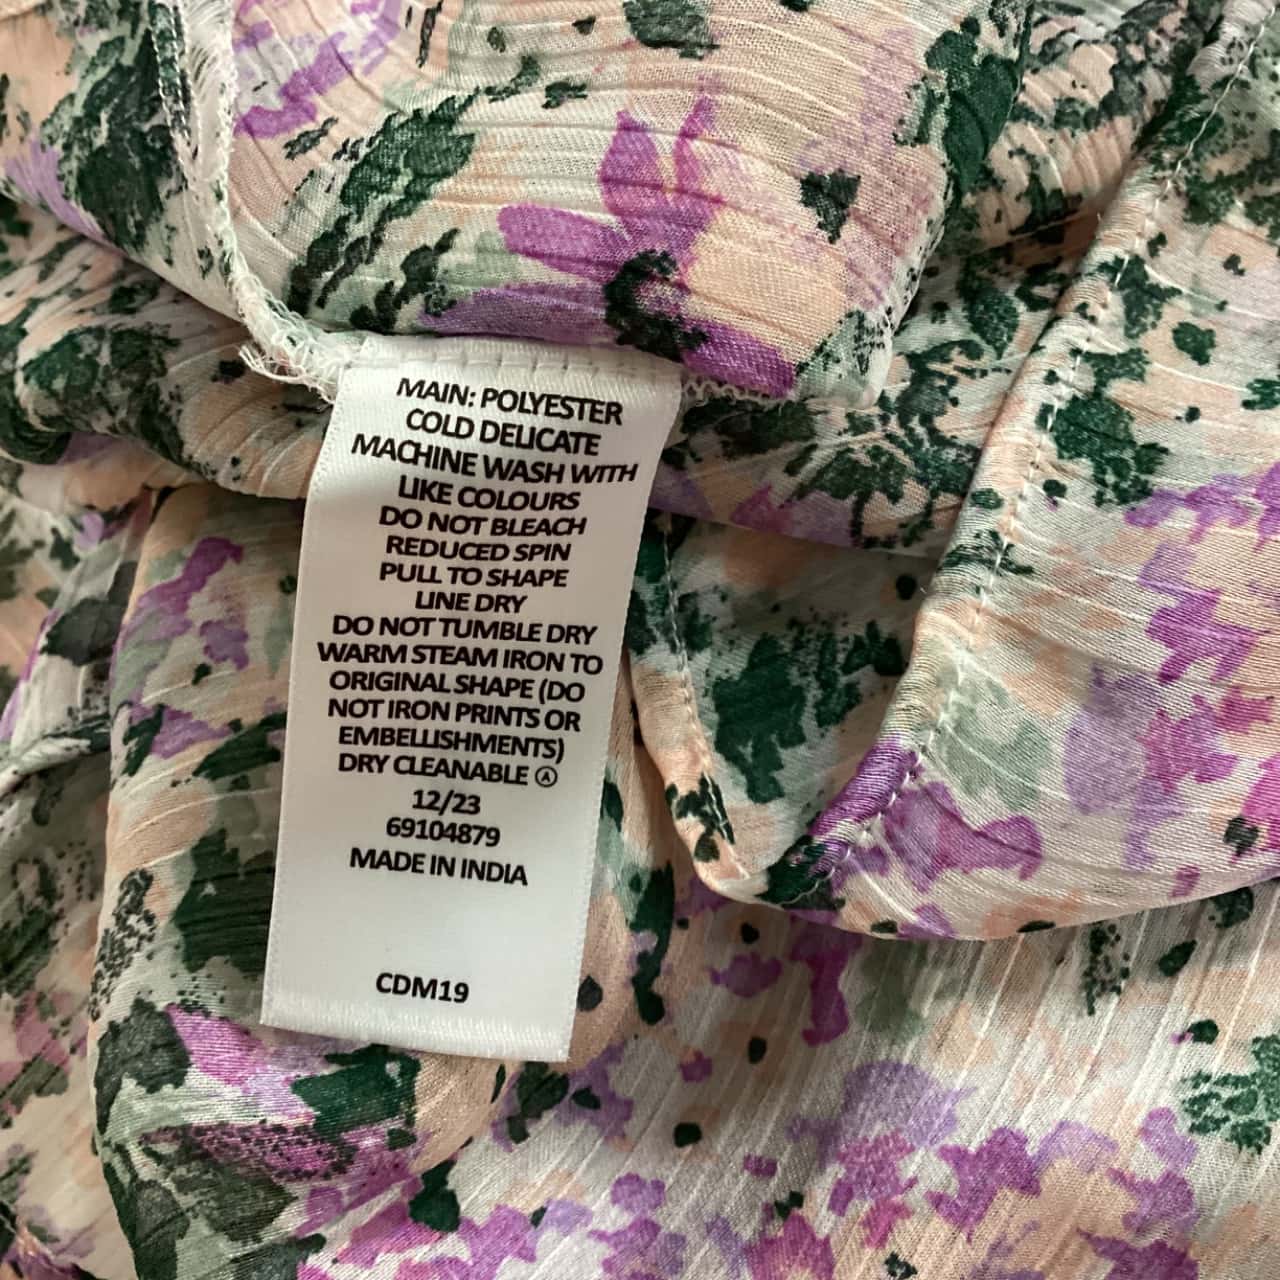 MAIN: POLYESTER
COLD DELICATE
MACHINE WASH WITH
LIKE COLOURS
DO NOT BLEACH
REDUCED SPIN
PULL TO SHAPE
LINE DRY
DO NOT TUMBLE DRY
WARM STEAM IRON TO
ORIGINAL SHAPE (DO
NOT IRON PRINTS OR
EMBELLISHMENTS)
DRY CLEANABLE Ⓐ
12/23
69104879
MADE IN INDIA
CDM19